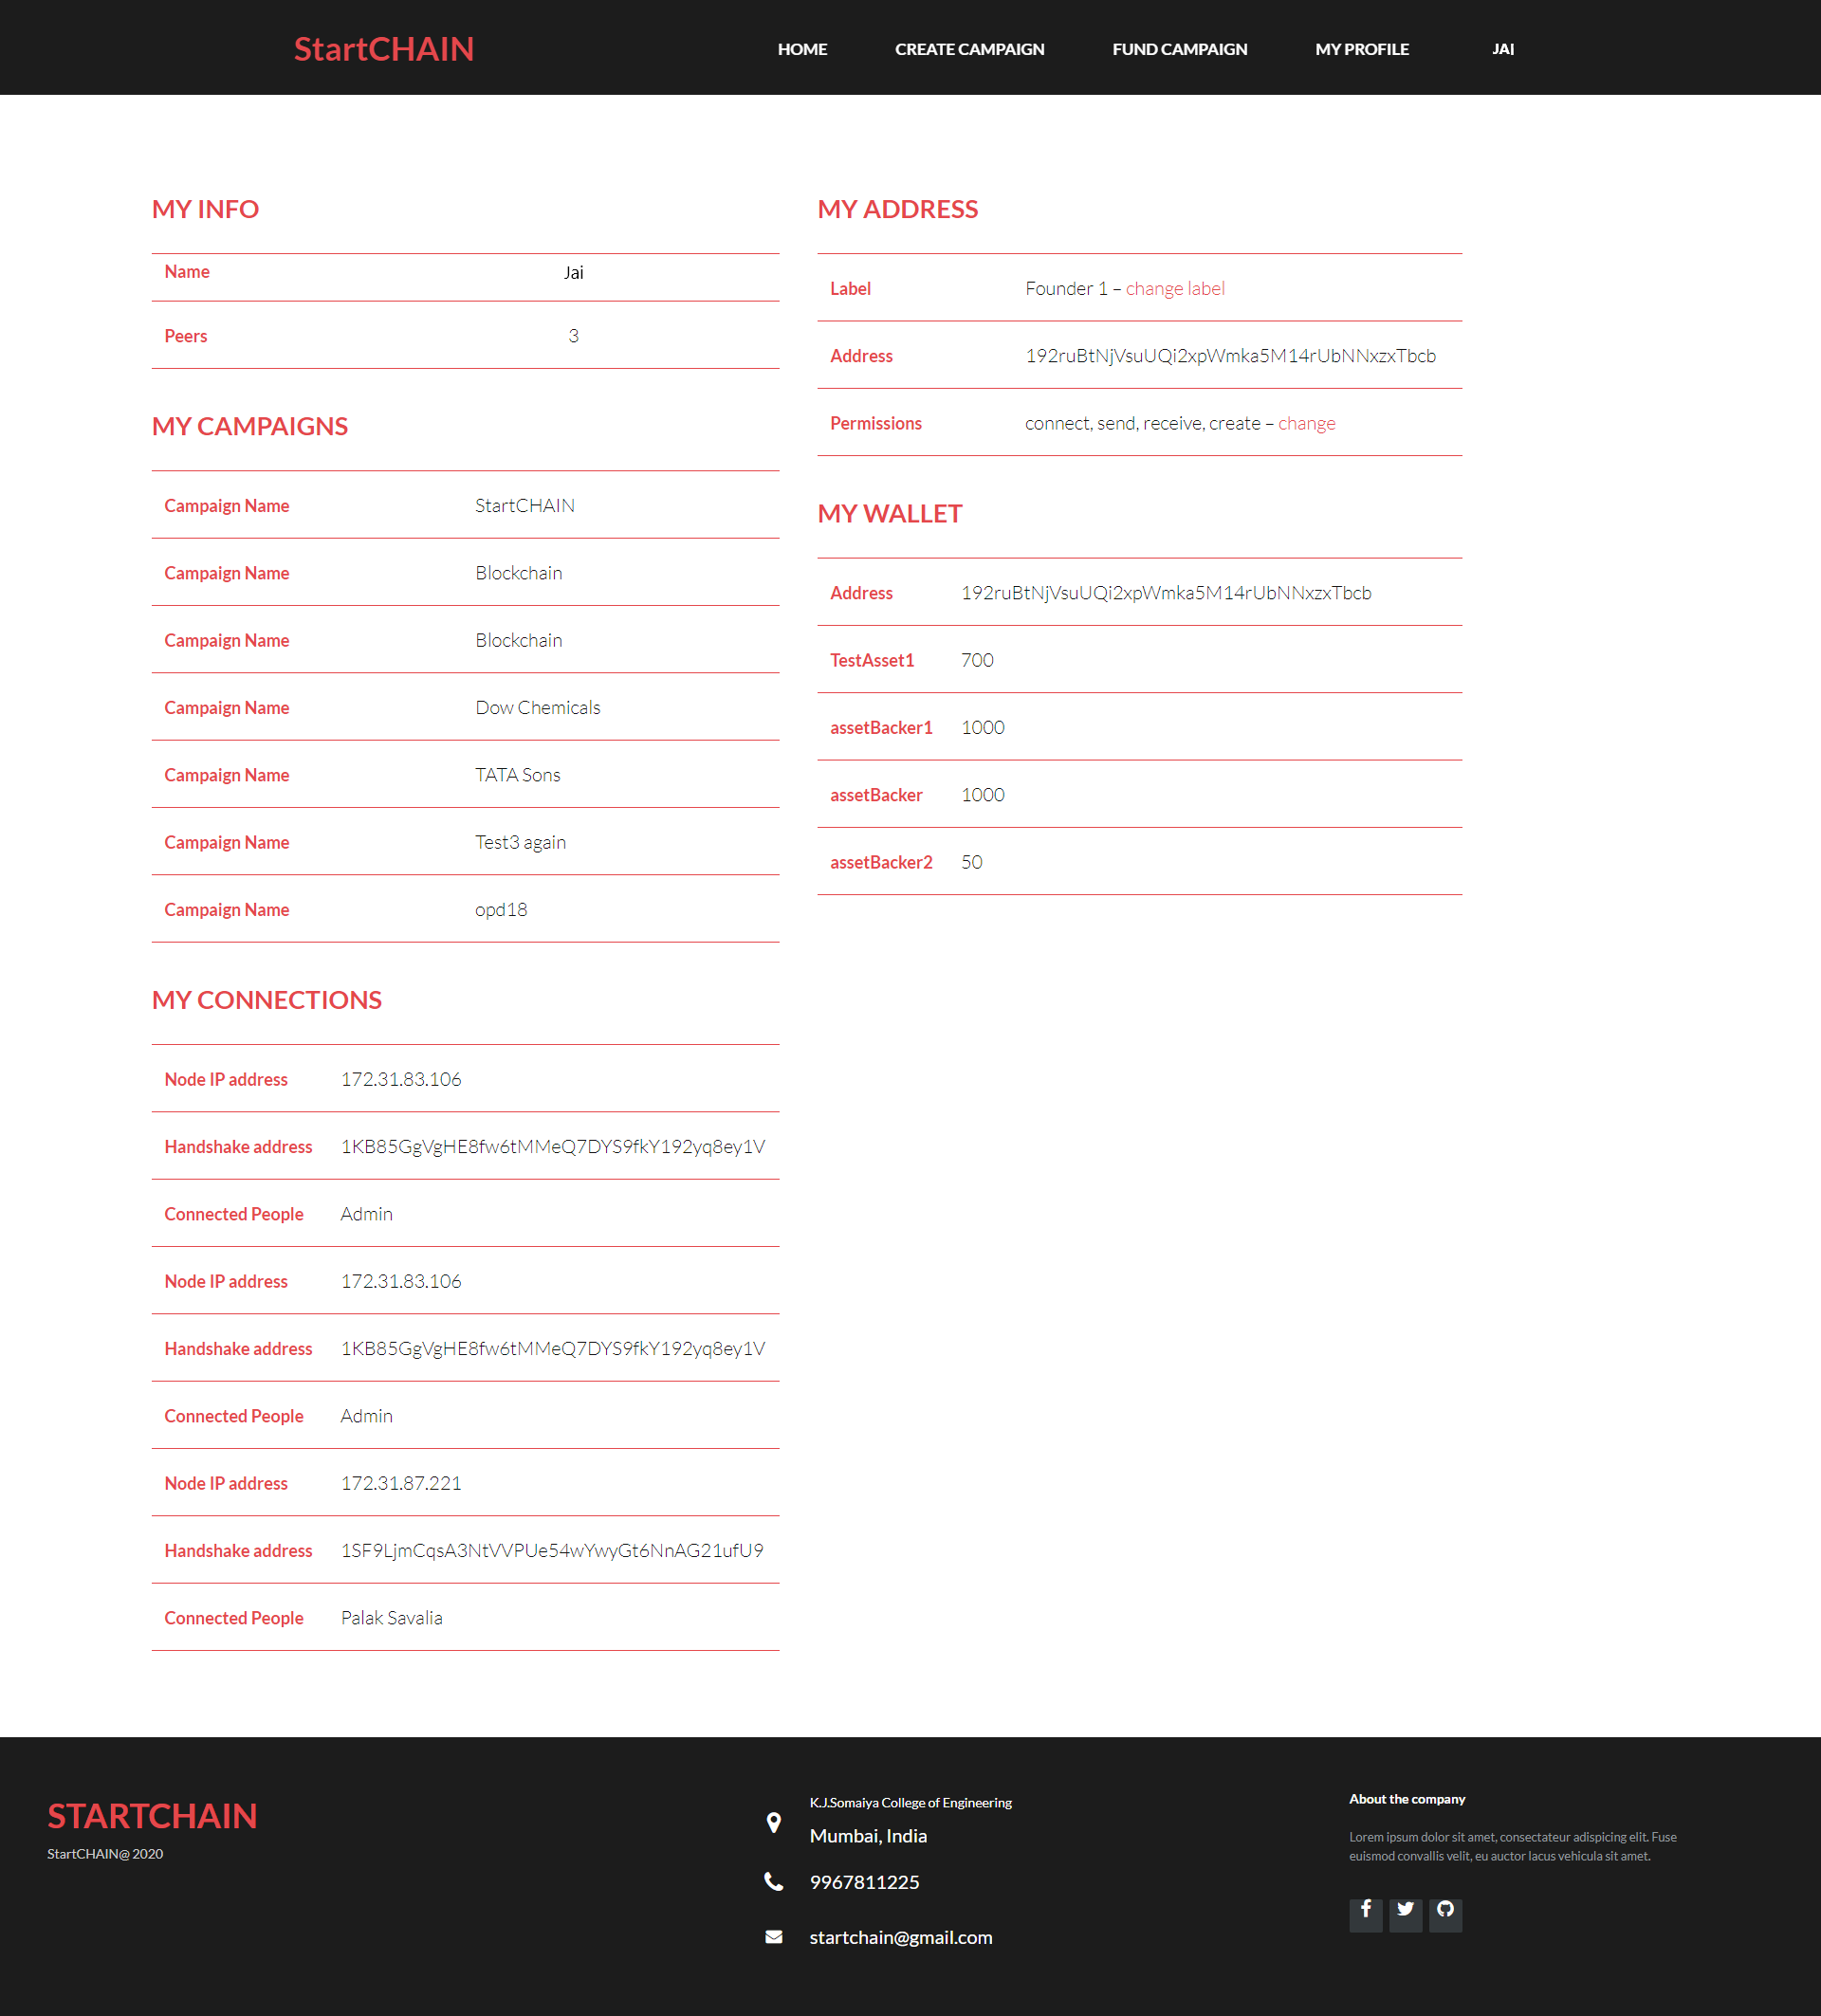 StartCHAIN
HOME CREATE CAMPAIGN FUND CAMPAIGN MY PROFILE JAI
MY INFO
Name Jai
Peers 3
MY CAMPAIGNS
Campaign Name StartCHAIN
Campaign Name Blockchain
Campaign Name Blockchain
Campaign Name Dow Chemicals
Campaign Name TATA Sons
Campaign Name Test3 again
Campaign Name opd18
MY CONNECTIONS
Node IP address 172.31.83.106
Handshake address 1KB85GgVgHE8fw6tMMeQ7DYS9fkY192yq8ey1V
Connected People Admin
Node IP address 172.31.83.106
Handshake address 1KB85GgVgHE8fw6tMMeQ7DYS9fkY192yq8ey1V
Connected People Admin
Node IP address 172.31.87.221
Handshake address 1SF9LjmCqsA3NtVVPUe54wYwyGt6NnAG21ufU9
Connected People Palak Savalia
MY ADDRESS
Label Founder 1 – change label
Address 192ruBtNjVsuUQi2xpWmka5M14rUbNNxzxTbcb
Permissions connect, send, receive, create – change
MY WALLET
Address 192ruBtNjVsuUQi2xpWmka5M14rUbNNxzxTbcb
TestAsset1 700
assetBacker1 1000
assetBacker 1000
assetBacker2 50
STARTCHAIN
StartCHAIN@ 2020
K.J.Somaiya College of Engineering
Mumbai, India
9967811225
startchain@gmail.com
About the company
Lorem ipsum dolor sit amet, consectateur adispicing elit. Fuse
euismod convallis velit, eu auctor lacus vehicula sit amet.